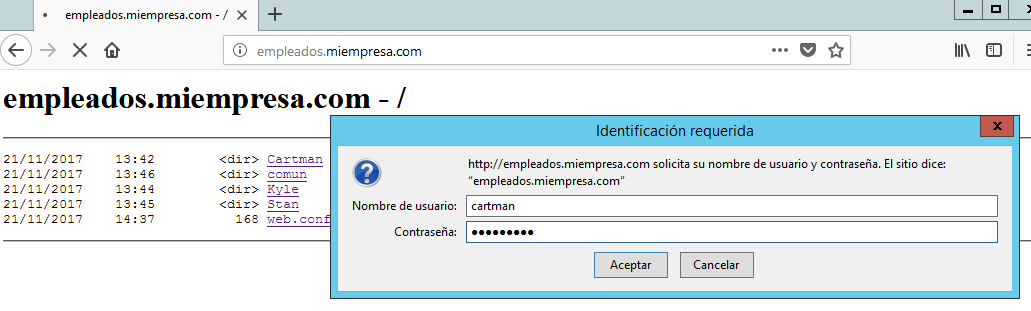 empleados.miempresa.com - /
empleados.miempresa.com
empleados.miempresa.com - /
21/11/2017 13:42 <dir> Cartman
21/11/2017 13:46 <dir> comun
21/11/2017 13:44 <dir> Kyle
21/11/2017 13:45 <dir> Stan
21/11/2017 14:37 168 web.conf
Identificación requerida
http://empleados.miempresa.com solicita su nombre de usuario y contraseña. El sitio dice:
“empleados.miempresa.com”
Nombre de usuario: cartman
Contraseña: ●●●●●●●●●
Aceptar Cancelar